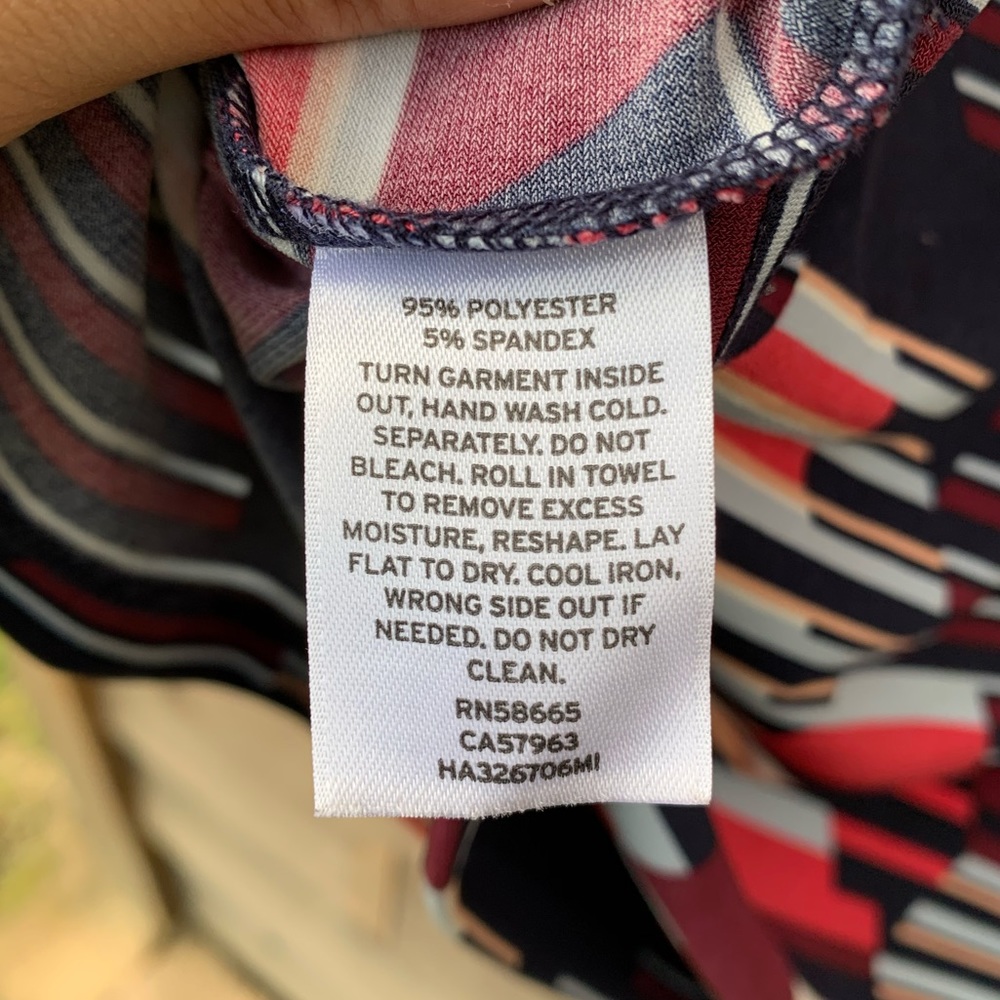 95% POLYESTER
5% SPANDEX
TURN GARMENT INSIDE
OUT, HAND WASH COLD.
SEPARATELY. DO NOT
BLEACH. ROLL IN TOWEL
TO REMOVE EXCESS
MOISTURE, RESHAPE. LAY
FLAT TO DRY. COOL IRON,
WRONG SIDE OUT IF
NEEDED. DO NOT DRY
CLEAN.
RN58665
CA57963
HA326706MI